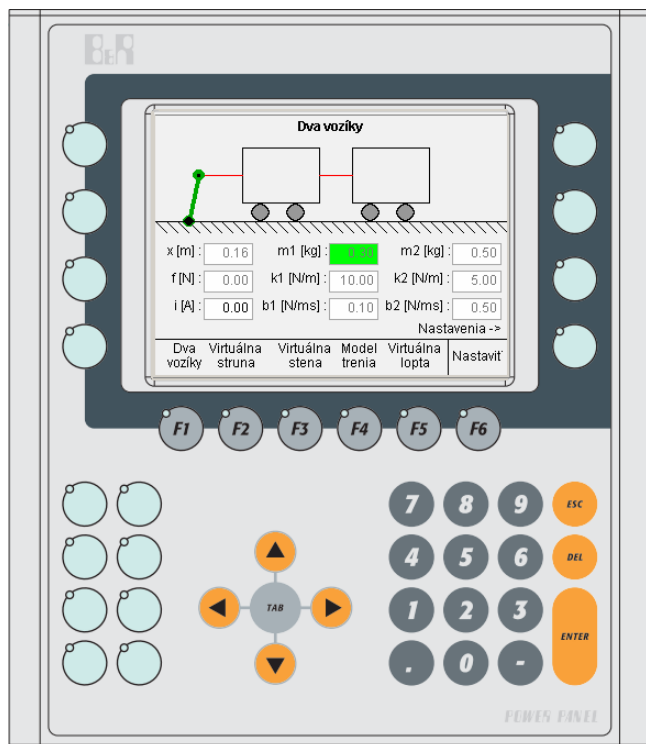 B&R
Dva vozíky
x [m] : 0.16 m1 [kg] : 0.30 m2 [kg] : 0.50
f [N] : 0.00 k1 [N/m] : 10.00 k2 [N/m] : 5.00
i [A] : 0.00 b1 [N/ms] : 0.10 b2 [N/ms] : 0.50
Nastavenia ->
Dva vozíky Virtuálna struna Virtuálna stena Model trenia Virtuálna lopta Nastaviť
F1 F2 F3 F4 F5 F6
7 8 9 ESC
4 5 6 DEL
TAB
1 2 3 ENTER
. 0 -
POWER PANEL